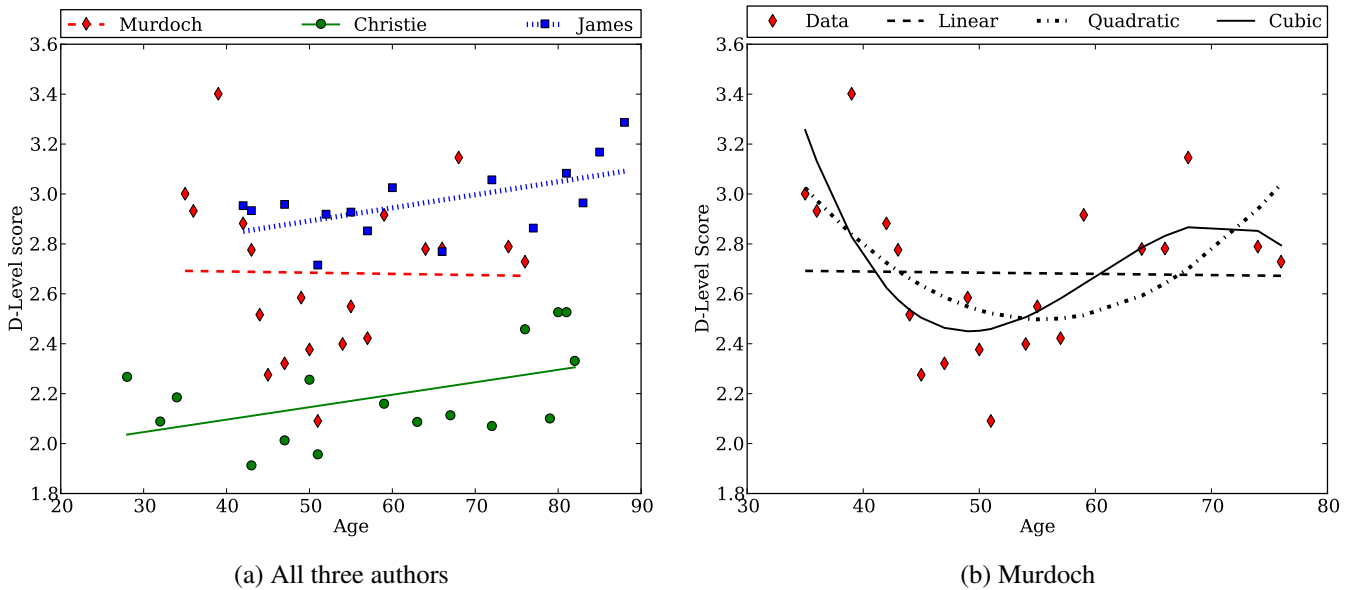 Murdoch Christie James
3.6
3.4
3.2
3.0
2.8
2.6
2.4
2.2
2.0
1.8
D-Level score
20 30 40 50 60 70 80 90
Age
(a) All three authors
Data Linear Quadratic Cubic
3.6
3.4
3.2
3.0
2.8
2.6
2.4
2.2
2.0
1.8
D-Level Score
30 40 50 60 70 80
Age
(b) Murdoch